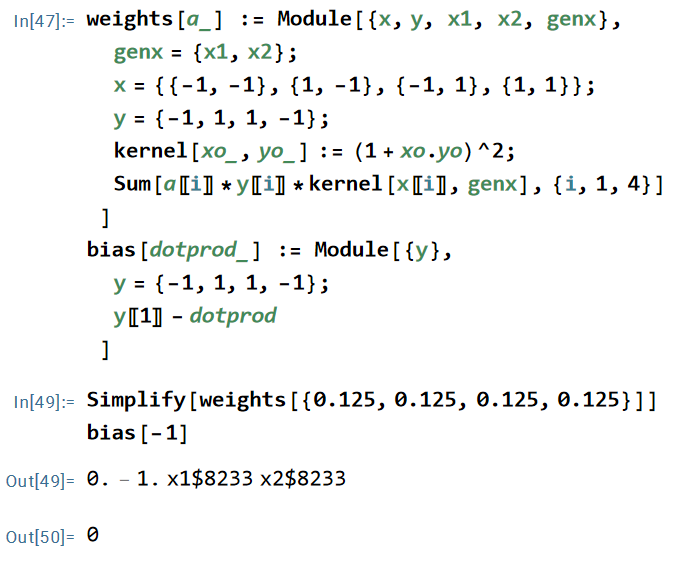 In[47]:= weights[a_] := Module[{x, y, x1, x2, genx},
genx = {x1, x2};
x = {{-1, -1}, {1, -1}, {-1, 1}, {1, 1}};
y = {-1, 1, 1, -1};
kernel[xo_, yo_] := (1 + xo.yo)^2;
Sum[a⟦i⟧ * y⟦i⟧ * kernel[x⟦i⟧, genx], {i, 1, 4}]
]
bias[dotprod_] := Module[{y},
y = {-1, 1, 1, -1};
y⟦1⟧ - dotprod
]
In[49]:= Simplify[weights[{0.125, 0.125, 0.125, 0.125}]]
bias[-1]
Out[49]= 0. - 1. x1$8233 x2$8233
Out[50]= 0